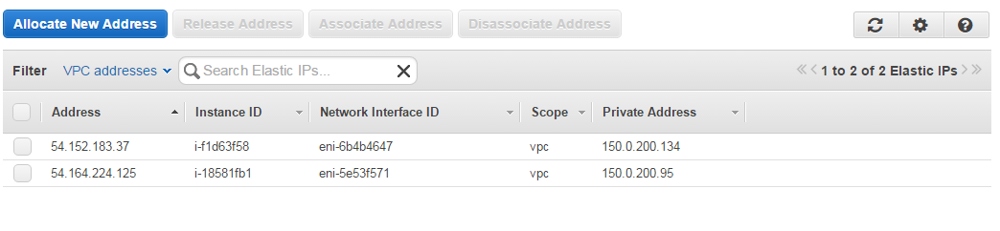 Allocate New Address Release Address Associate Address Disassociate Address
Filter VPC addresses Search Elastic IPs... 1 to 2 of 2 Elastic IPs
Address Instance ID Network Interface ID Scope Private Address
54.152.183.37 i-f1d63f58 eni-6b4b4647 vpc 150.0.200.134
54.164.224.125 i-18581fb1 eni-5e53f571 vpc 150.0.200.95